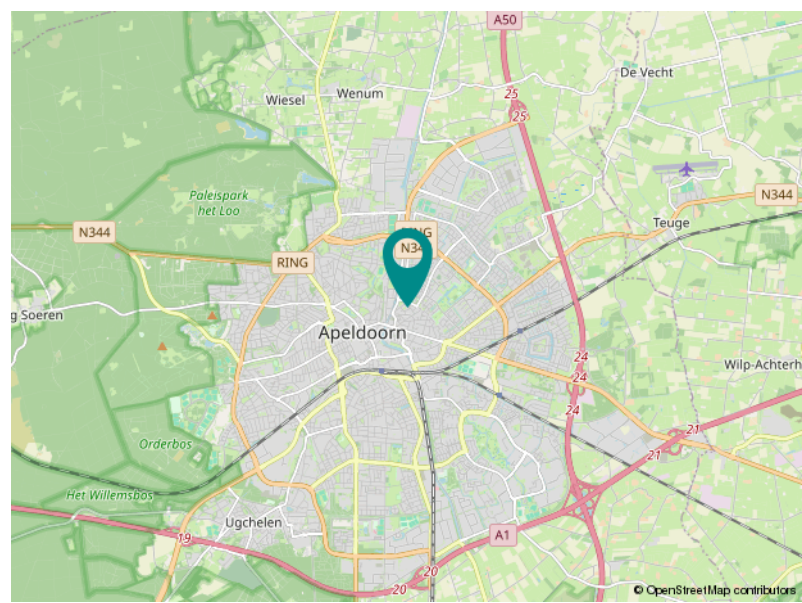 A50
De Vecht
Wiesel
Wenum
25
25
Paleispark
het Loo
N344
N344
Teuge
RING
RING
g Soeren
Apeldoorn
24
24
24
Wilp-Achterh
21
21
Orderbos
Het Willemsbos
Ugchelen
19
A1
20
20
© OpenStreetMap contributors